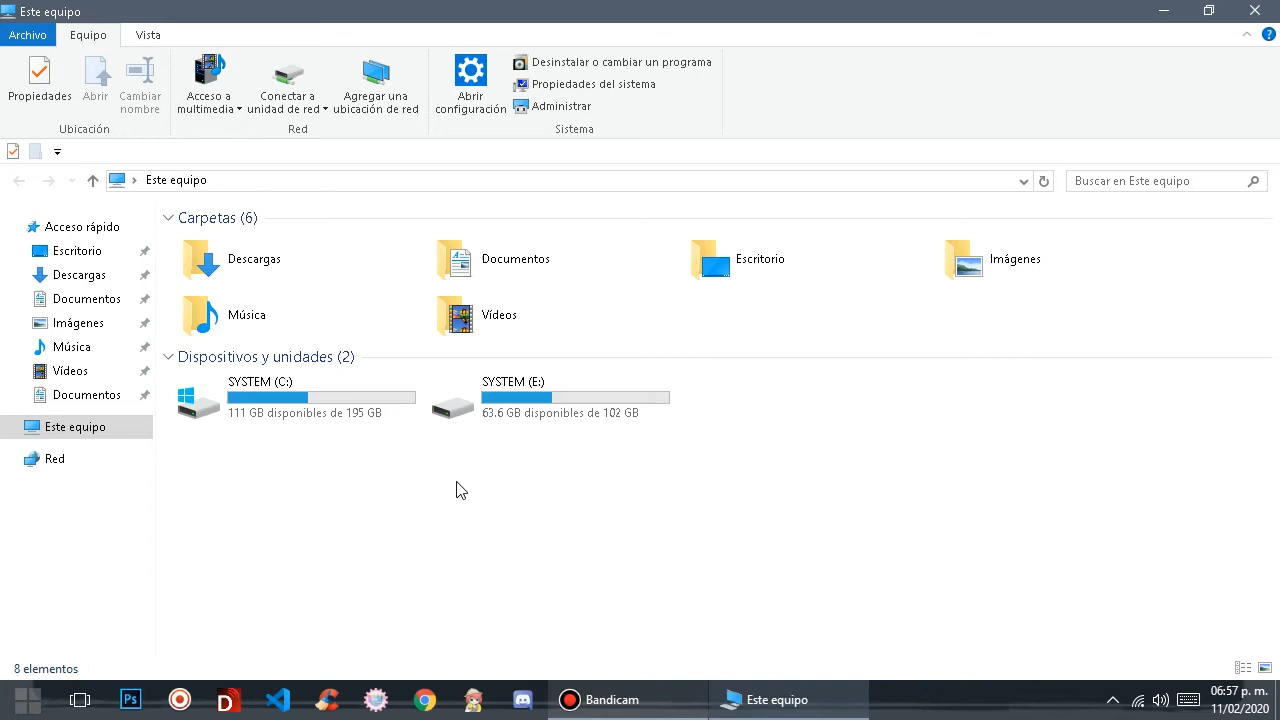 Este equipo
Archivo
Equipo
Vista
Propiedades
Abrir
Cambiar
nombre
Ubicación
Acceso a
multimedia
Conectar a
unidad de red
Agregar una
ubicación de red
Red
Abrir
configuración
Desinstalar o cambiar un programa
Propiedades del sistema
Administrar
Sistema
Este equipo
Buscar en Este equipo
Acceso rápido
Escritorio
Descargas
Documentos
Imágenes
Música
Vídeos
Documentos
Este equipo
Red
Carpetas (6)
Descargas
Documentos
Escritorio
Imágenes
Música
Vídeos
Dispositivos y unidades (2)
SYSTEM (C:)
111 GB disponibles de 195 GB
SYSTEM (E:)
63.6 GB disponibles de 102 GB
8 elementos
Ps
D
Bandicam
Este equipo
06:57 p. m.
11/02/2020